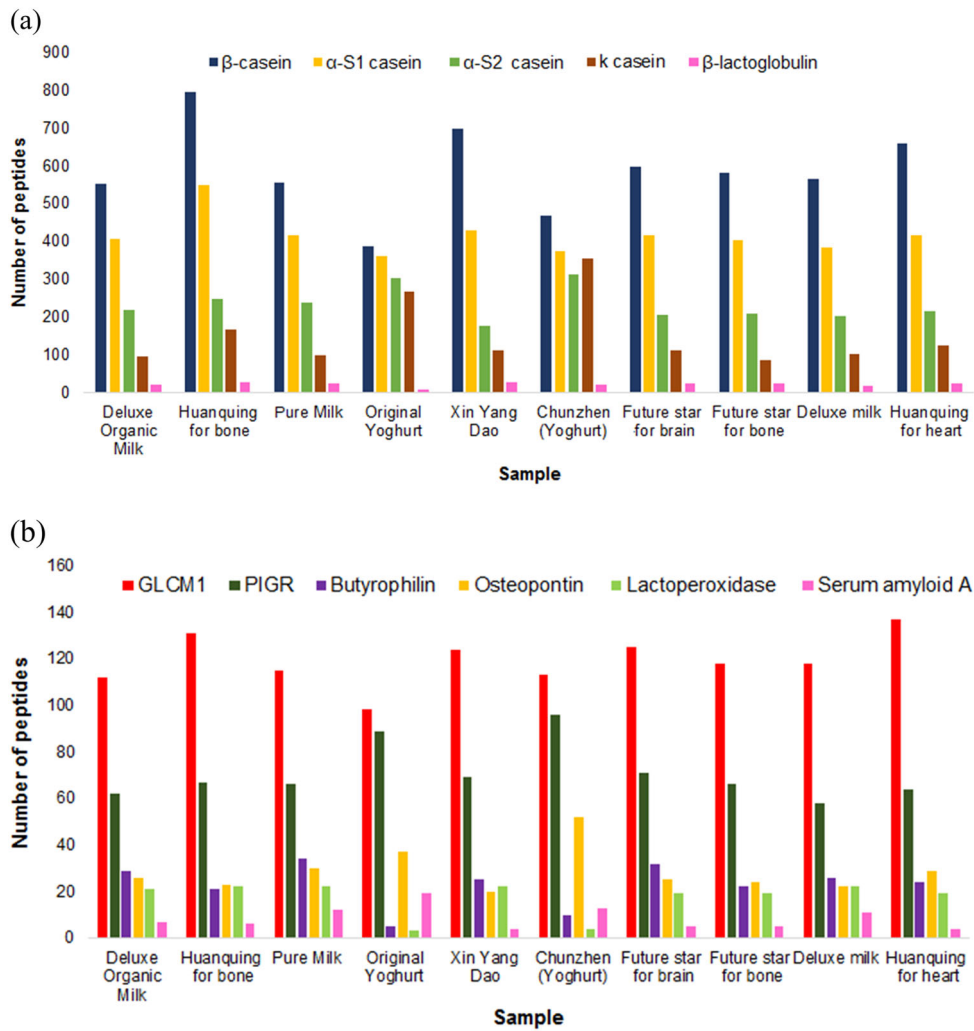 (a)
900
800
700
600
500
400
300
200
100
0
Number of peptides
β-casein α-S1 casein α-S2 casein k casein β-lactoglobulin
Deluxe Huanquing Pure Milk Original Xin Yang Chunzhen Future star Future star Deluxe milk Huanquing
Organic for bone Yoghurt Dao (Yoghurt) for brain for bone for heart
Milk
Sample
(b)
160
140
120
100
80
60
40
20
0
Number of peptides
GLCM1 PIGR Butyrophilin Osteopontin Lactoperoxidase Serum amyloid A
Deluxe Huanquing Pure Milk Original Xin Yang Chunzhen Future star Future star Deluxe milk Huanquing
Organic for bone Yoghurt Dao (Yoghurt) for brain for bone for heart
Milk
Sample